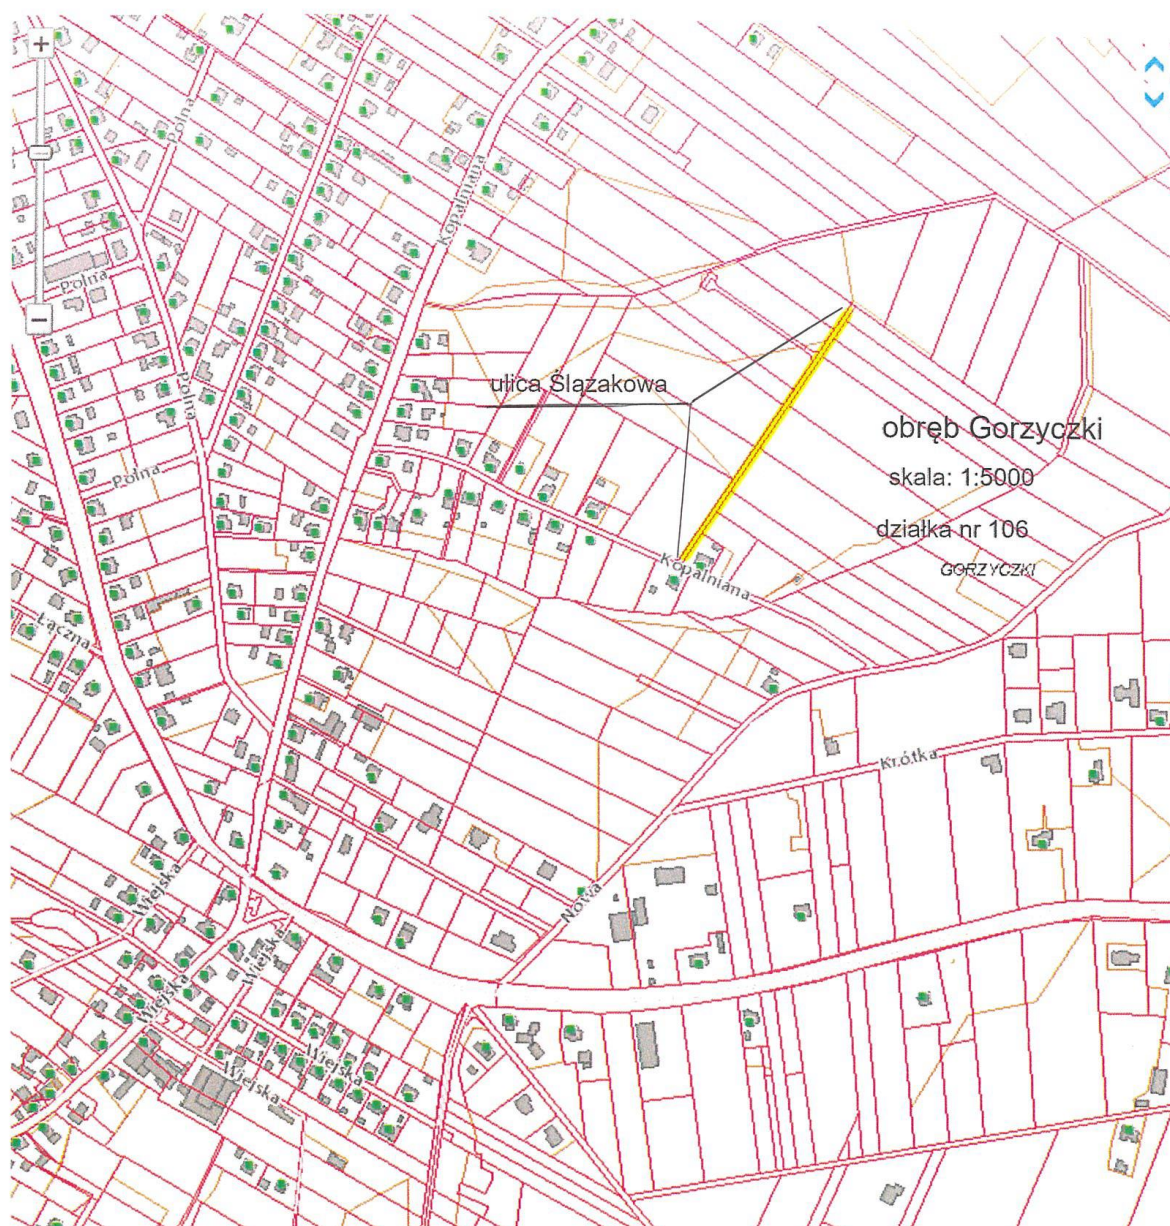 +
Polna
Kopalniana
Polna
−
ulica Ślązakowa
Polna
obręb Gorzyczki
Polna
skala: 1:5000
działka nr 106
GORZYCZKI
Kopalniana
Łączna
Krótka
Wiejska
Nowa
Wiejska
Wiejska
Wiejska
Wiejska